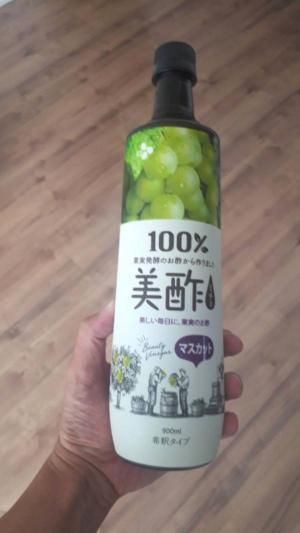 100%
果実発酵のお酢から作りました
美酢
美しい毎日に、果実のお酢
Beauty
Vinegar
マスカット
900ml
希釈タイプ